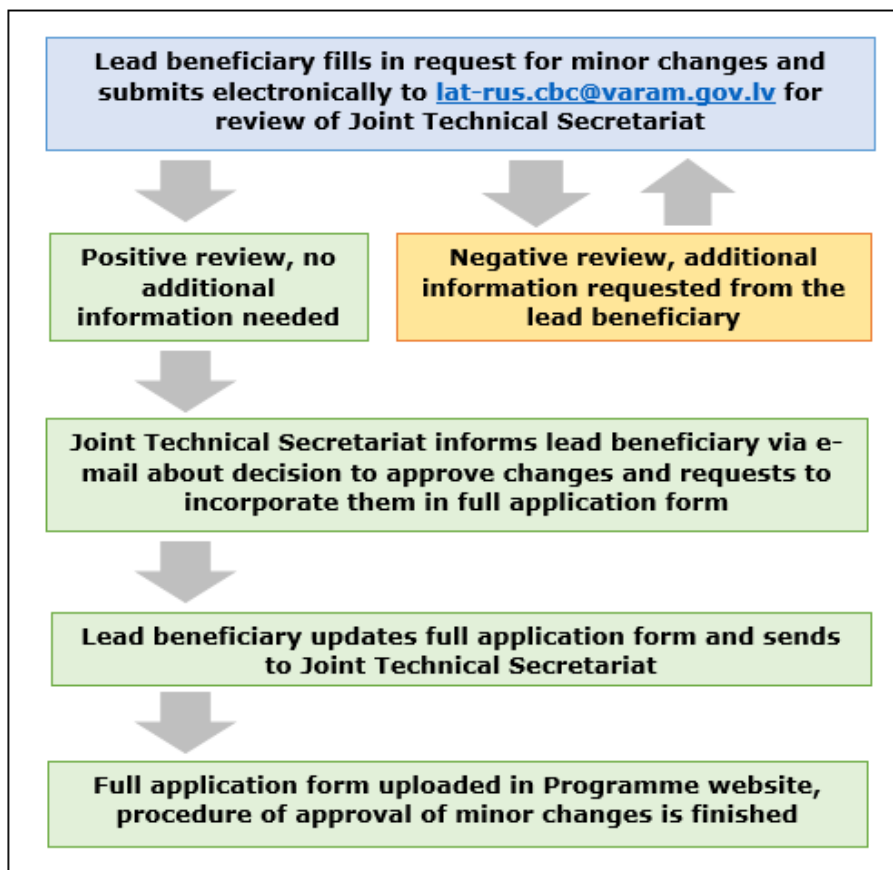 Lead beneficiary fills in request for minor changes and
submits electronically to lat-rus.cbc@varam.gov.lv for
review of Joint Technical Secretariat
Positive review, no
additional
information needed
Negative review, additional
information requested from the
lead beneficiary
Joint Technical Secretariat informs lead beneficiary via e-
mail about decision to approve changes and requests to
incorporate them in full application form
Lead beneficiary updates full application form and sends
to Joint Technical Secretariat
Full application form uploaded in Programme website,
procedure of approval of minor changes is finished